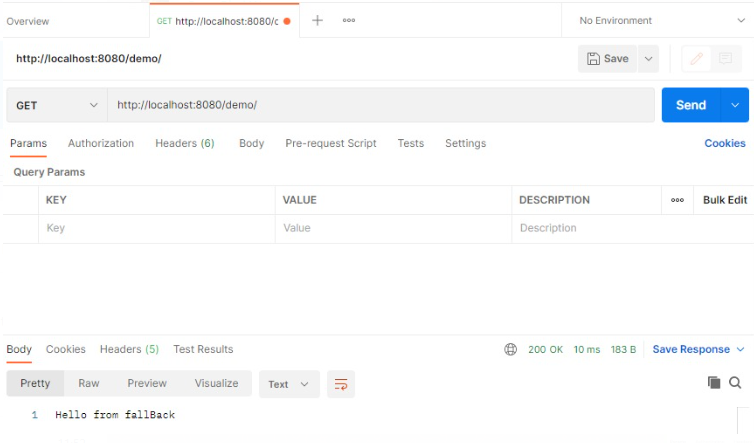 Overview GET http://localhost:8080/c No Environment
http://localhost:8080/demo/ Save
GET http://localhost:8080/demo/ Send
Params Authorization Headers (6) Body Pre-request Script Tests Settings Cookies
Query Params
KEY VALUE DESCRIPTION Bulk Edit
Key Value Description
Body Cookies Headers (5) Test Results 200 OK 10 ms 183 B Save Response
Pretty Raw Preview Visualize Text
1 Hello from fallBack